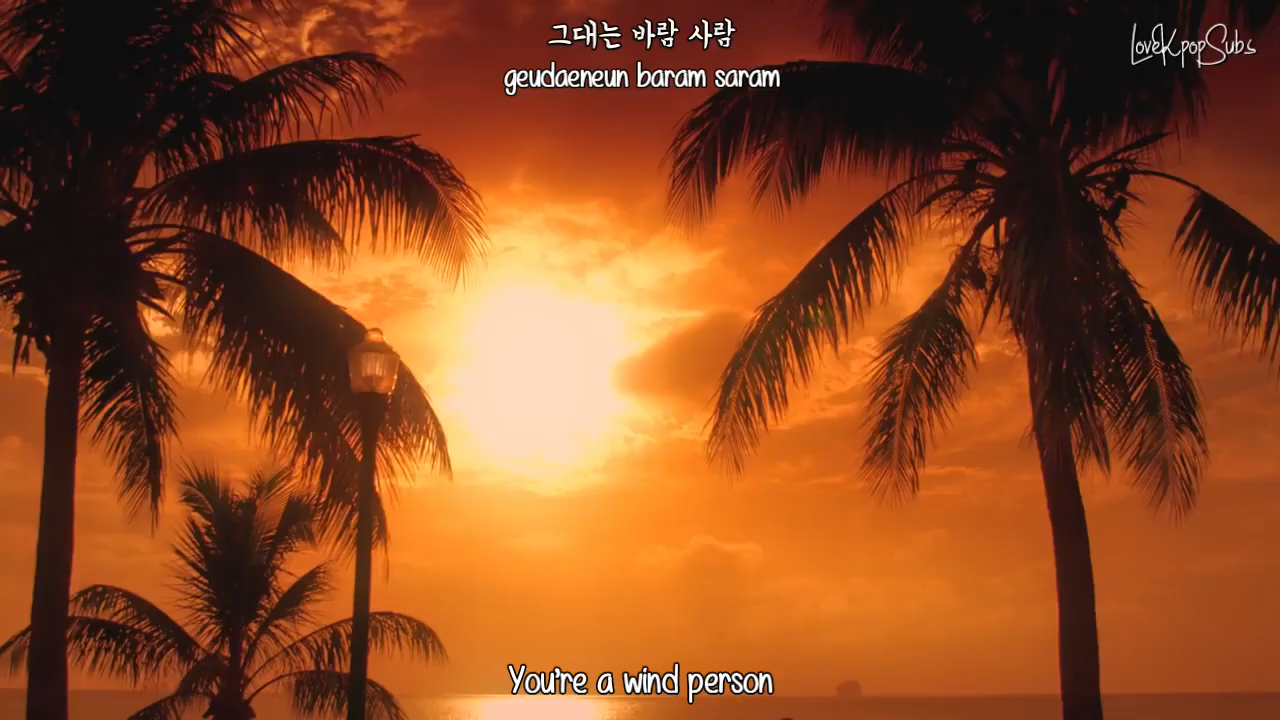 그대는 바람 사람
geudaeneun baram saram
LoveKpopSubs
You're a wind person